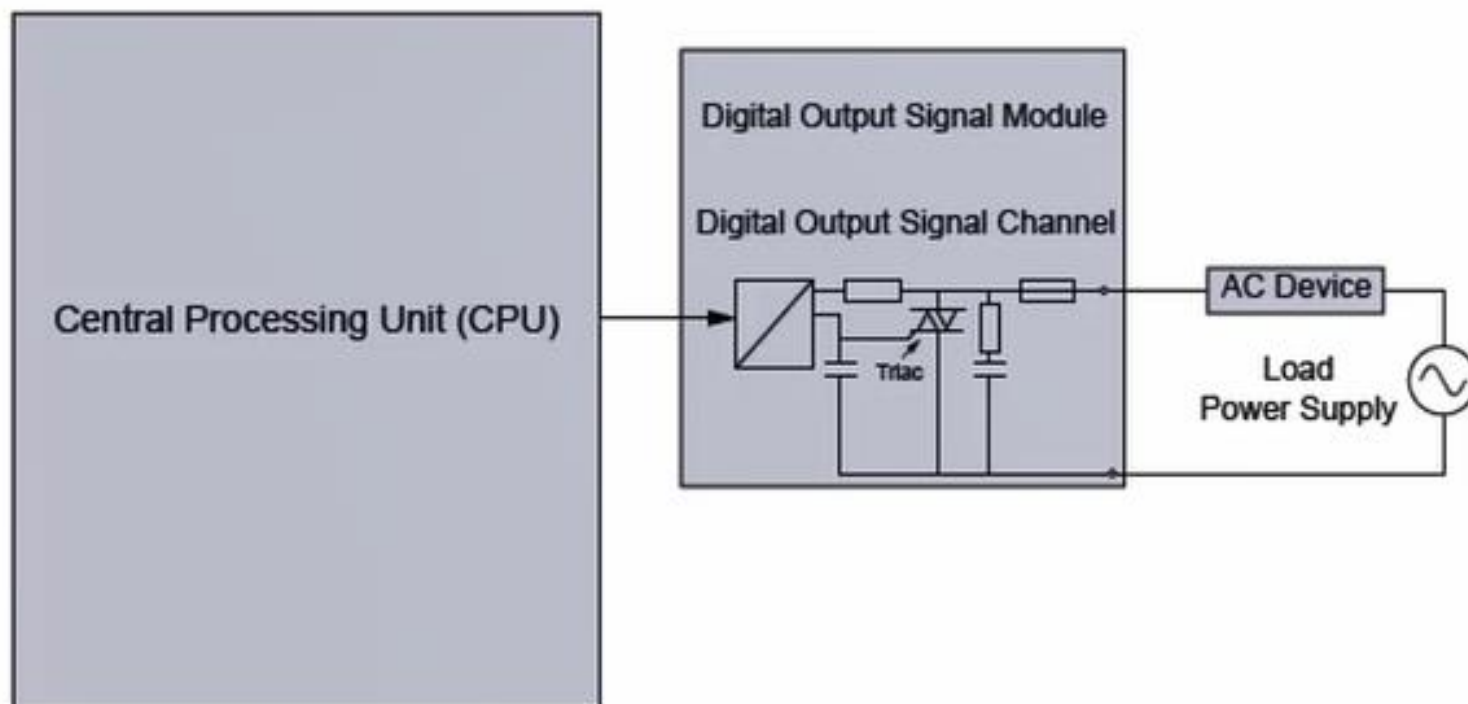 Central Processing Unit (CPU)
Digital Output Signal Module
Digital Output Signal Channel
Triac
AC Device
Load
Power Supply